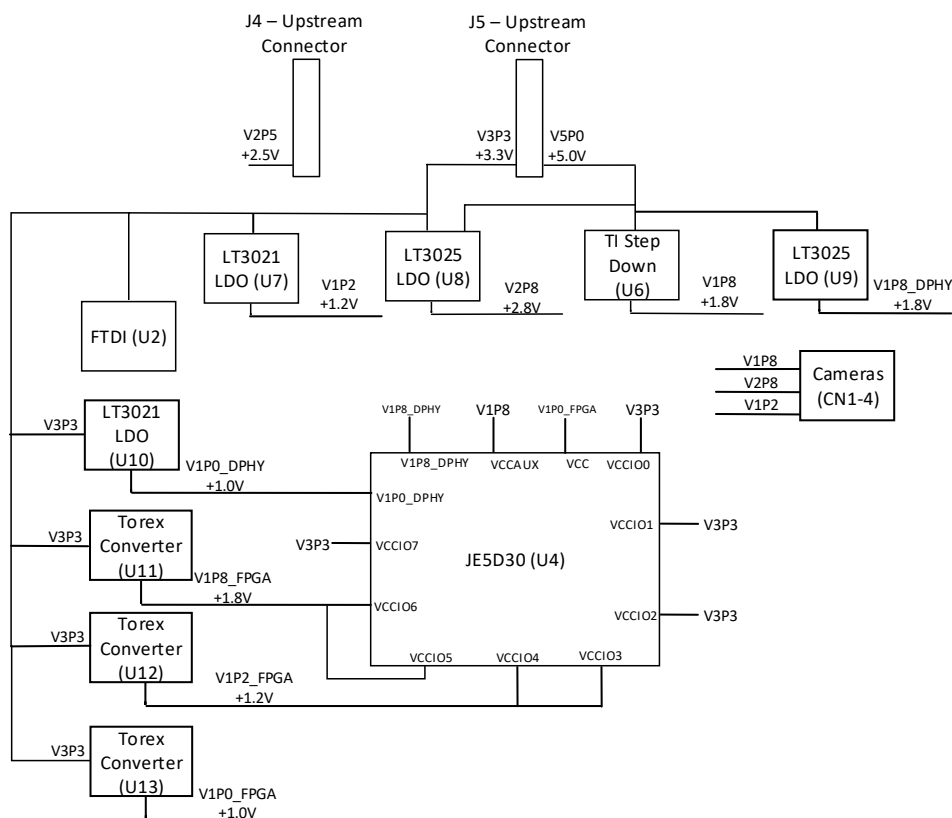 J4 – Upstream
Connector
J5 – Upstream
Connector
V2P5
+2.5V
V3P3
+3.3V
V5P0
+5.0V
LT3021
LDO (U7)
V1P2
+1.2V
LT3025
LDO (U8)
V2P8
+2.8V
TI Step
Down
(U6)
V1P8
+1.8V
LT3025
LDO (U9)
V1P8_DPHY
+1.8V
FTDI (U2)
V1P8
V2P8
V1P2
Cameras
(CN1-4)
V3P3
LT3021
LDO
(U10)
V1P0_DPHY
+1.0V
V1P8_DPHY
V1P8
V1P0_FPGA
V3P3
V1P8_DPHY
VCCAUX
VCC
VCCIO0
V1P0_DPHY
VCCIO1
V3P3
V3P3
VCCIO7
JE5D30 (U4)
V3P3
Torex
Converter
(U11)
V1P8_FPGA
+1.8V
VCCIO6
VCCIO2
V3P3
VCCIO5
VCCIO4
VCCIO3
V3P3
Torex
Converter
(U12)
V1P2_FPGA
+1.2V
V3P3
Torex
Converter
(U13)
V1P0_FPGA
+1.0V